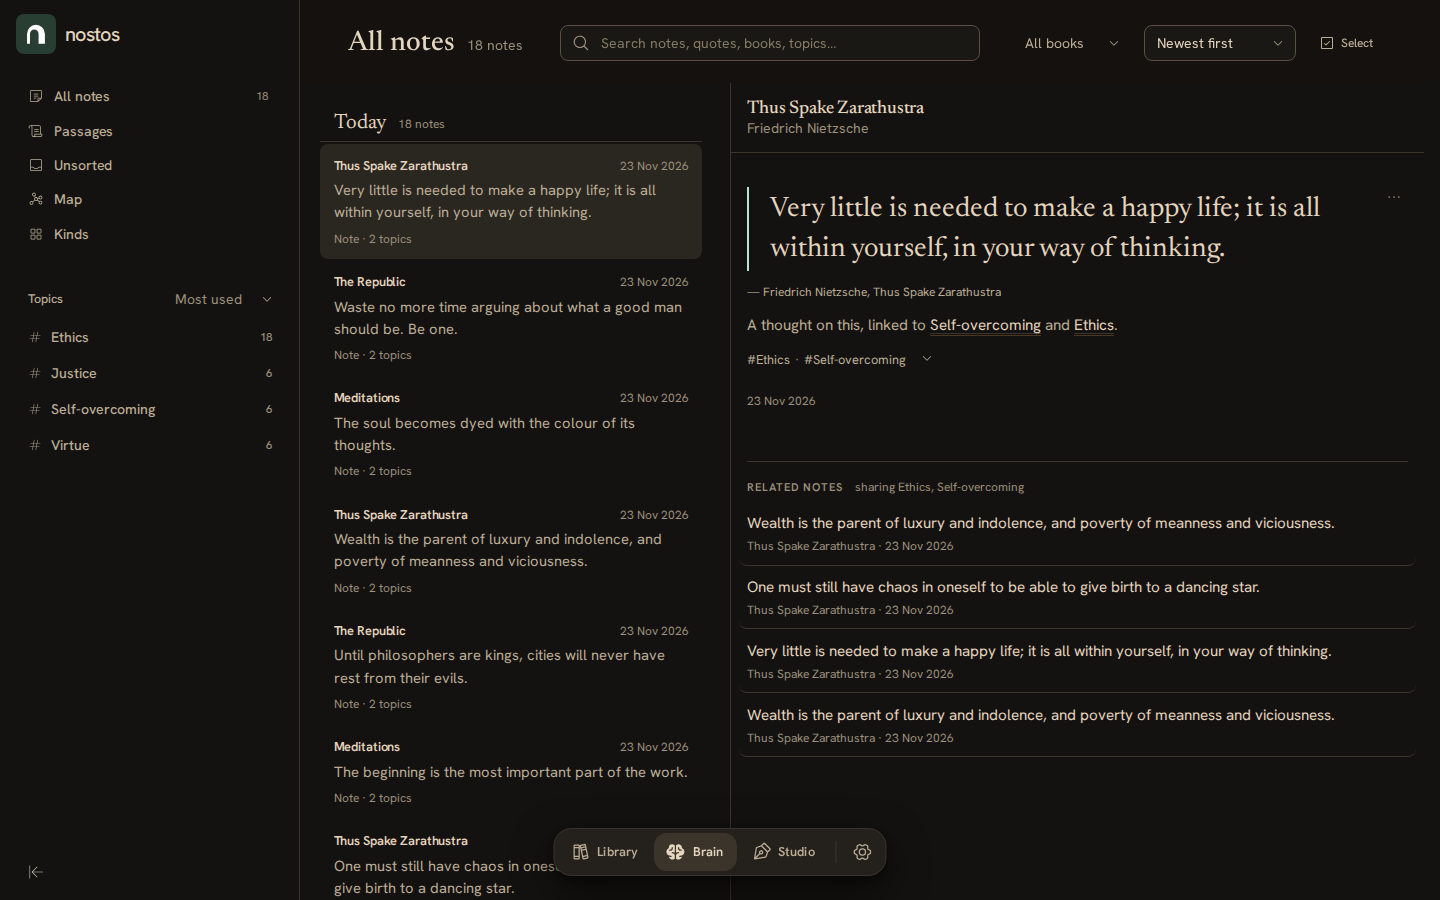 nostos
All notes 18
Passages
Unsorted
Map
Kinds
Topics Most used
# Ethics 18
# Justice 6
# Self-overcoming 6
# Virtue 6
All notes 18 notes
Search notes, quotes, books, topics...
All books
Newest first
Select
Today 18 notes
Thus Spake Zarathustra 23 Nov 2026
Very little is needed to make a happy life; it is all
within yourself, in your way of thinking.
Note · 2 topics
The Republic 23 Nov 2026
Waste no more time arguing about what a good man
should be. Be one.
Note · 2 topics
Meditations 23 Nov 2026
The soul becomes dyed with the colour of its
thoughts.
Note · 2 topics
Thus Spake Zarathustra 23 Nov 2026
Wealth is the parent of luxury and indolence, and
poverty of meanness and viciousness.
Note · 2 topics
The Republic 23 Nov 2026
Until philosophers are kings, cities will never have
rest from their evils.
Note · 2 topics
Meditations 23 Nov 2026
The beginning is the most important part of the work.
Note · 2 topics
Thus Spake Zarathustra
One must still have chaos in
give birth to a dancing star.
Thus Spake Zarathustra
Friedrich Nietzsche
Very little is needed to make a happy life; it is all
within yourself, in your way of thinking.
— Friedrich Nietzsche, Thus Spake Zarathustra
A thought on this, linked to Self-overcoming and Ethics.
#Ethics · #Self-overcoming
23 Nov 2026
RELATED NOTES sharing Ethics, Self-overcoming
Wealth is the parent of luxury and indolence, and poverty of meanness and viciousness.
Thus Spake Zarathustra · 23 Nov 2026
One must still have chaos in oneself to be able to give birth to a dancing star.
Thus Spake Zarathustra · 23 Nov 2026
Very little is needed to make a happy life; it is all within yourself, in your way of thinking.
Thus Spake Zarathustra · 23 Nov 2026
Wealth is the parent of luxury and indolence, and poverty of meanness and viciousness.
Thus Spake Zarathustra · 23 Nov 2026
Library
Brain
Studio